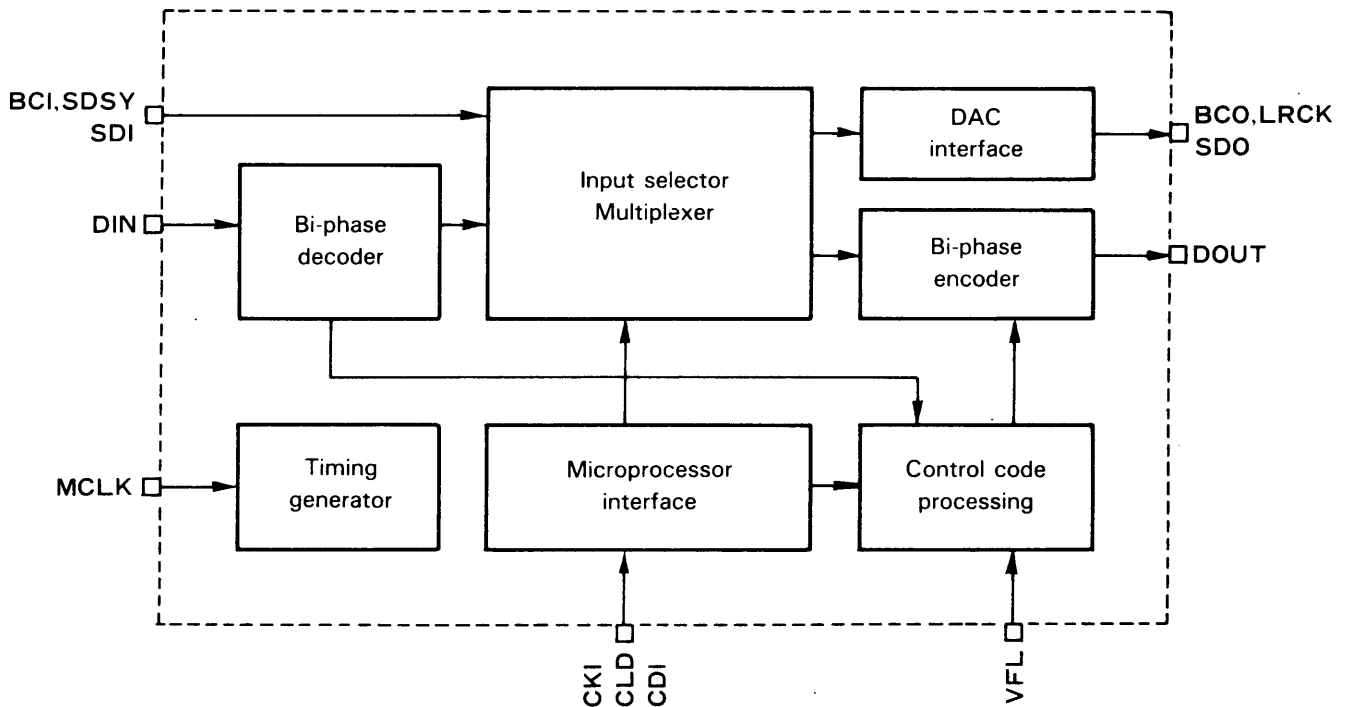 BCI,SDSY
SDI
DIN
MCLK
Bi-phase
decoder
Input selector
Multiplexer
DAC
interface
Bi-phase
encoder
BCO,LRCK
SDO
DOUT
Timing
generator
Microprocessor
interface
Control code
processing
CKI
CLD
CDI
VFL